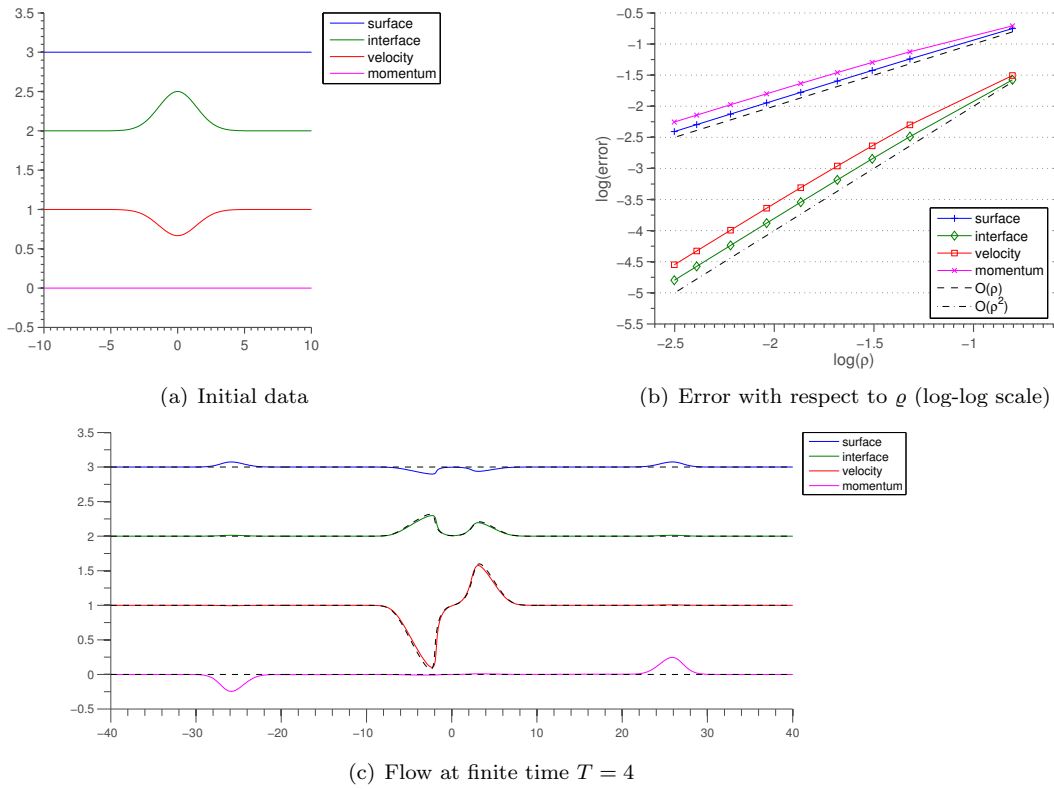 3.5
3
2.5
2
1.5
1
0.5
0
−0.5
−10
−5
0
5
10
surface
interface
velocity
momentum
−0.5
−1
−1.5
−2
−2.5
−3
−3.5
−4
−4.5
−5
−5.5
log(error)
−2.5
−2
−1.5
−1
log(ρ)
surface
interface
velocity
momentum
O(ρ)
O(ρ²)
(a) Initial data
(b) Error with respect to ϱ (log-log scale)
3.5
3
2.5
2
1.5
1
0.5
0
−0.5
−40
−30
−20
−10
0
10
20
30
40
surface
interface
velocity
momentum
(c) Flow at finite time T = 4